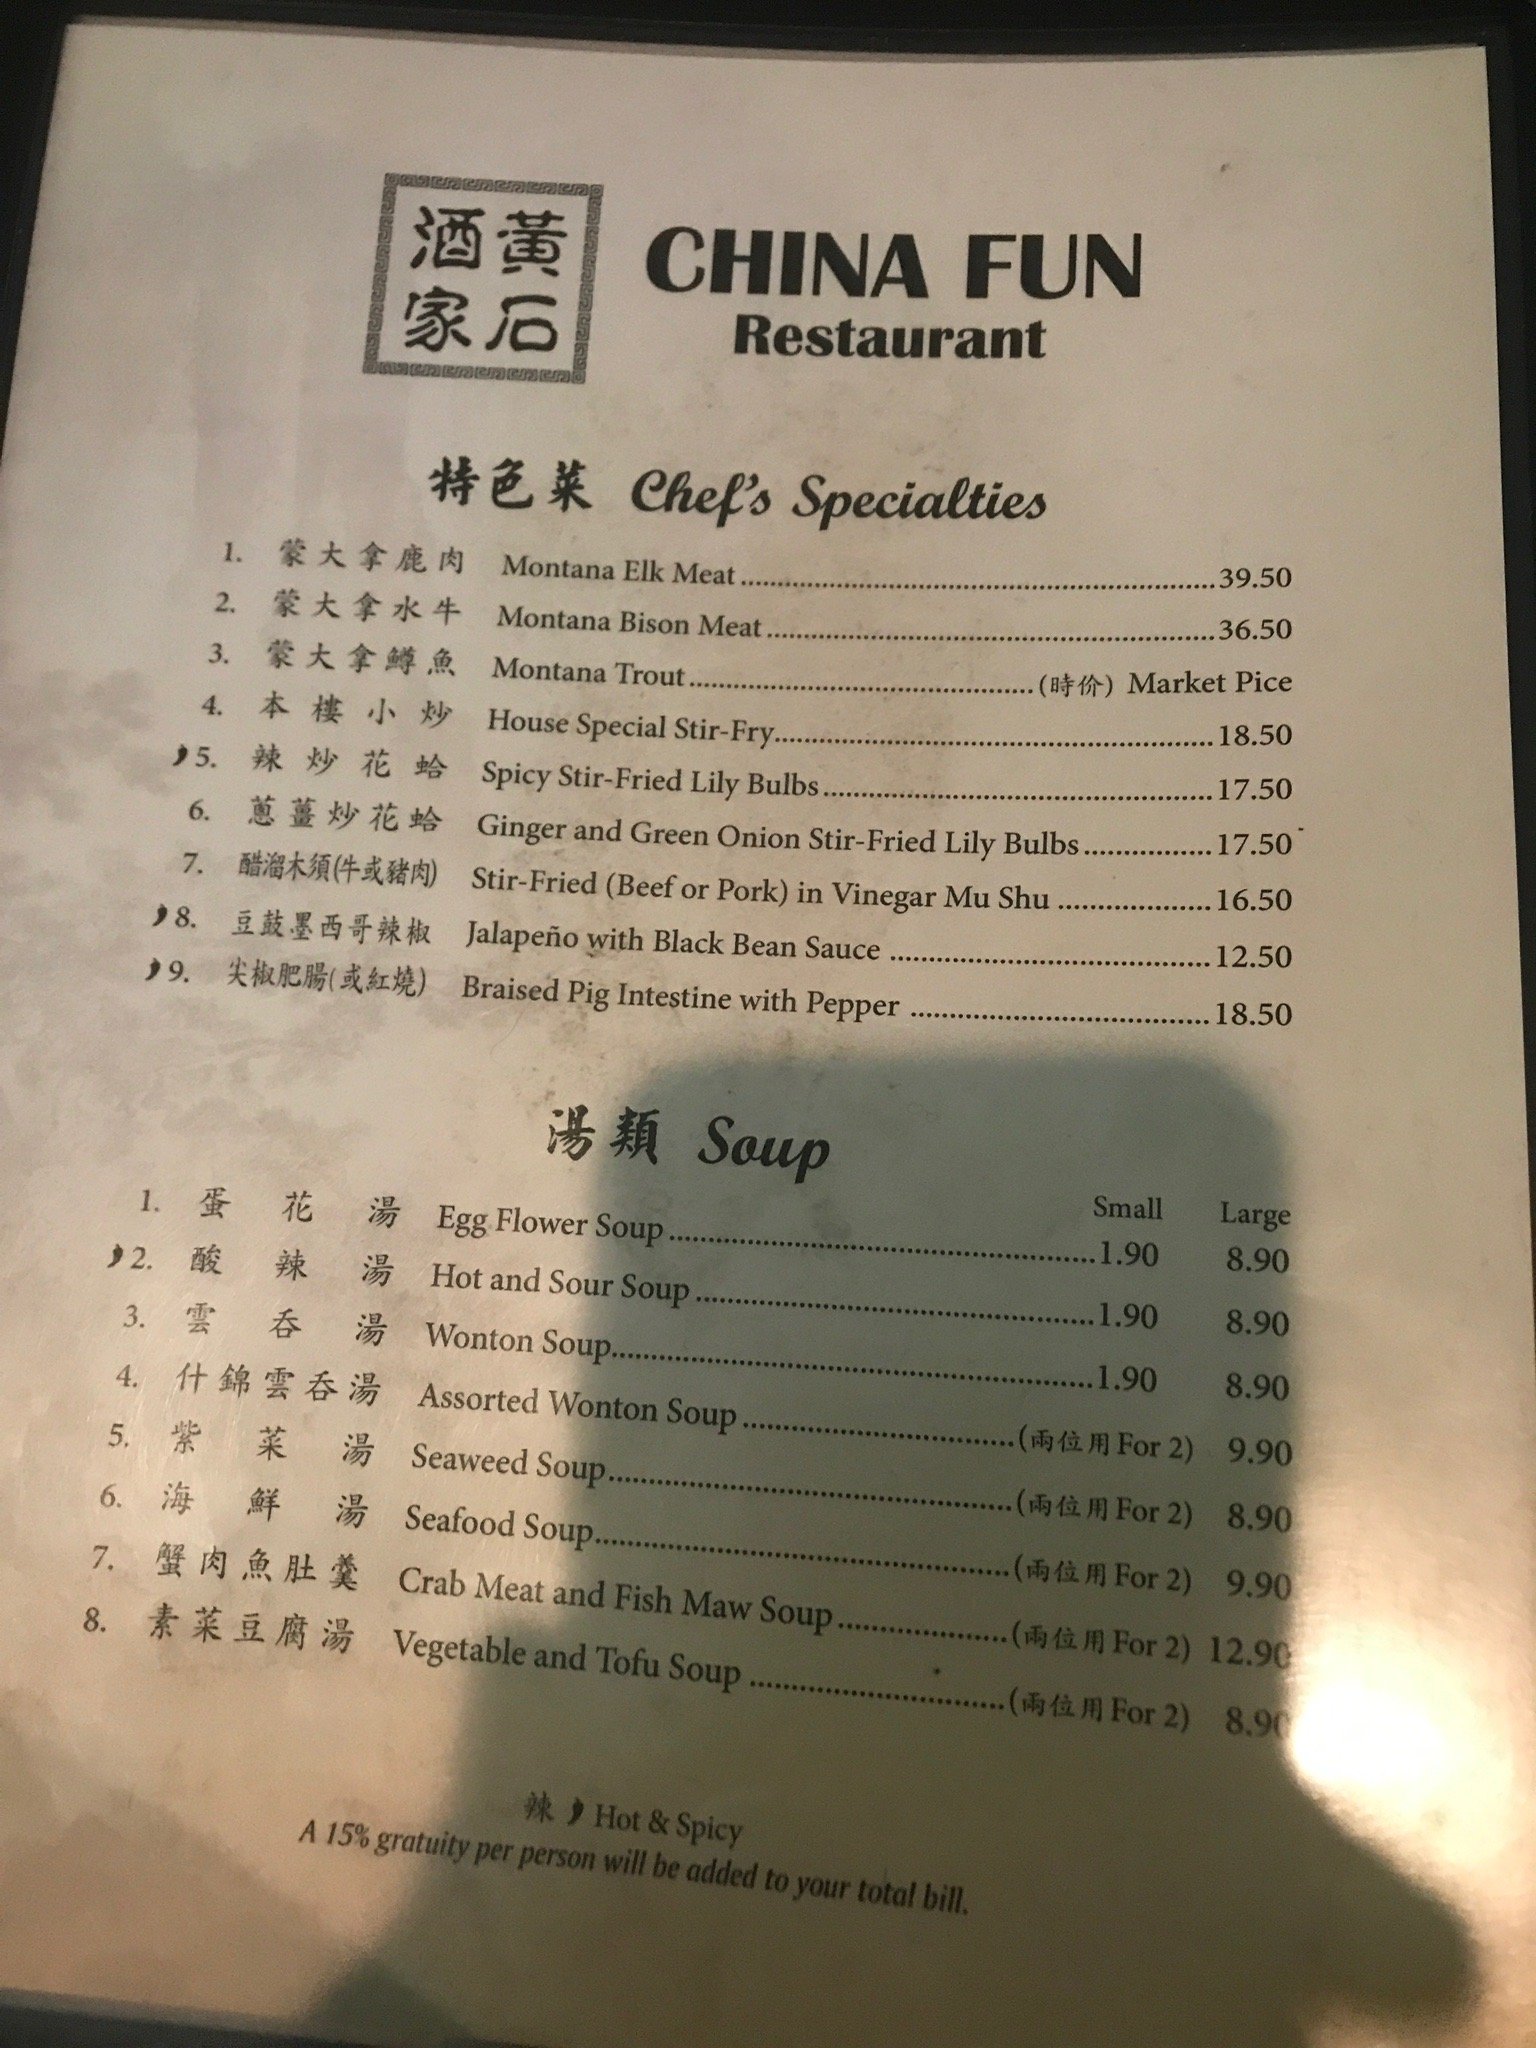 黃石酒家
CHINA FUN
Restaurant
特色菜 Chef's Specialties
1. 蒙大拿鹿肉 Montana Elk Meat 39.50
2. 蒙大拿水牛 Montana Bison Meat 36.50
3. 蒙大拿鱒魚 Montana Trout (時价) Market Pice
4. 本樓小炒 House Special Stir-Fry 18.50
5. 辣炒花蛤 Spicy Stir-Fried Lily Bulbs 17.50
6. 蔥薑炒花蛤 Ginger and Green Onion Stir-Fried Lily Bulbs 17.50
7. 醋溜木須(牛或豬肉) Stir-Fried (Beef or Pork) in Vinegar Mu Shu 16.50
8. 豆鼓墨西哥辣椒 Jalapeño with Black Bean Sauce 12.50
9. 尖椒肥腸(或紅燒) Braised Pig Intestine with Pepper 18.50
湯類 Soup
Small Large
1. 蛋花湯 Egg Flower Soup 1.90 8.90
2. 酸辣湯 Hot and Sour Soup 1.90 8.90
3. 雲吞湯 Wonton Soup 1.90 8.90
4. 什錦雲吞湯 Assorted Wonton Soup (兩位用 For 2) 9.90
5. 紫菜湯 Seaweed Soup (兩位用 For 2) 8.90
6. 海鮮湯 Seafood Soup (兩位用 For 2) 9.90
7. 蟹肉魚肚羹 Crab Meat and Fish Maw Soup (兩位用 For 2) 12.90
8. 素菜豆腐湯 Vegetable and Tofu Soup (兩位用 For 2) 8.90
辣 Hot & Spicy
A 15% gratuity per person will be added to your total bill.